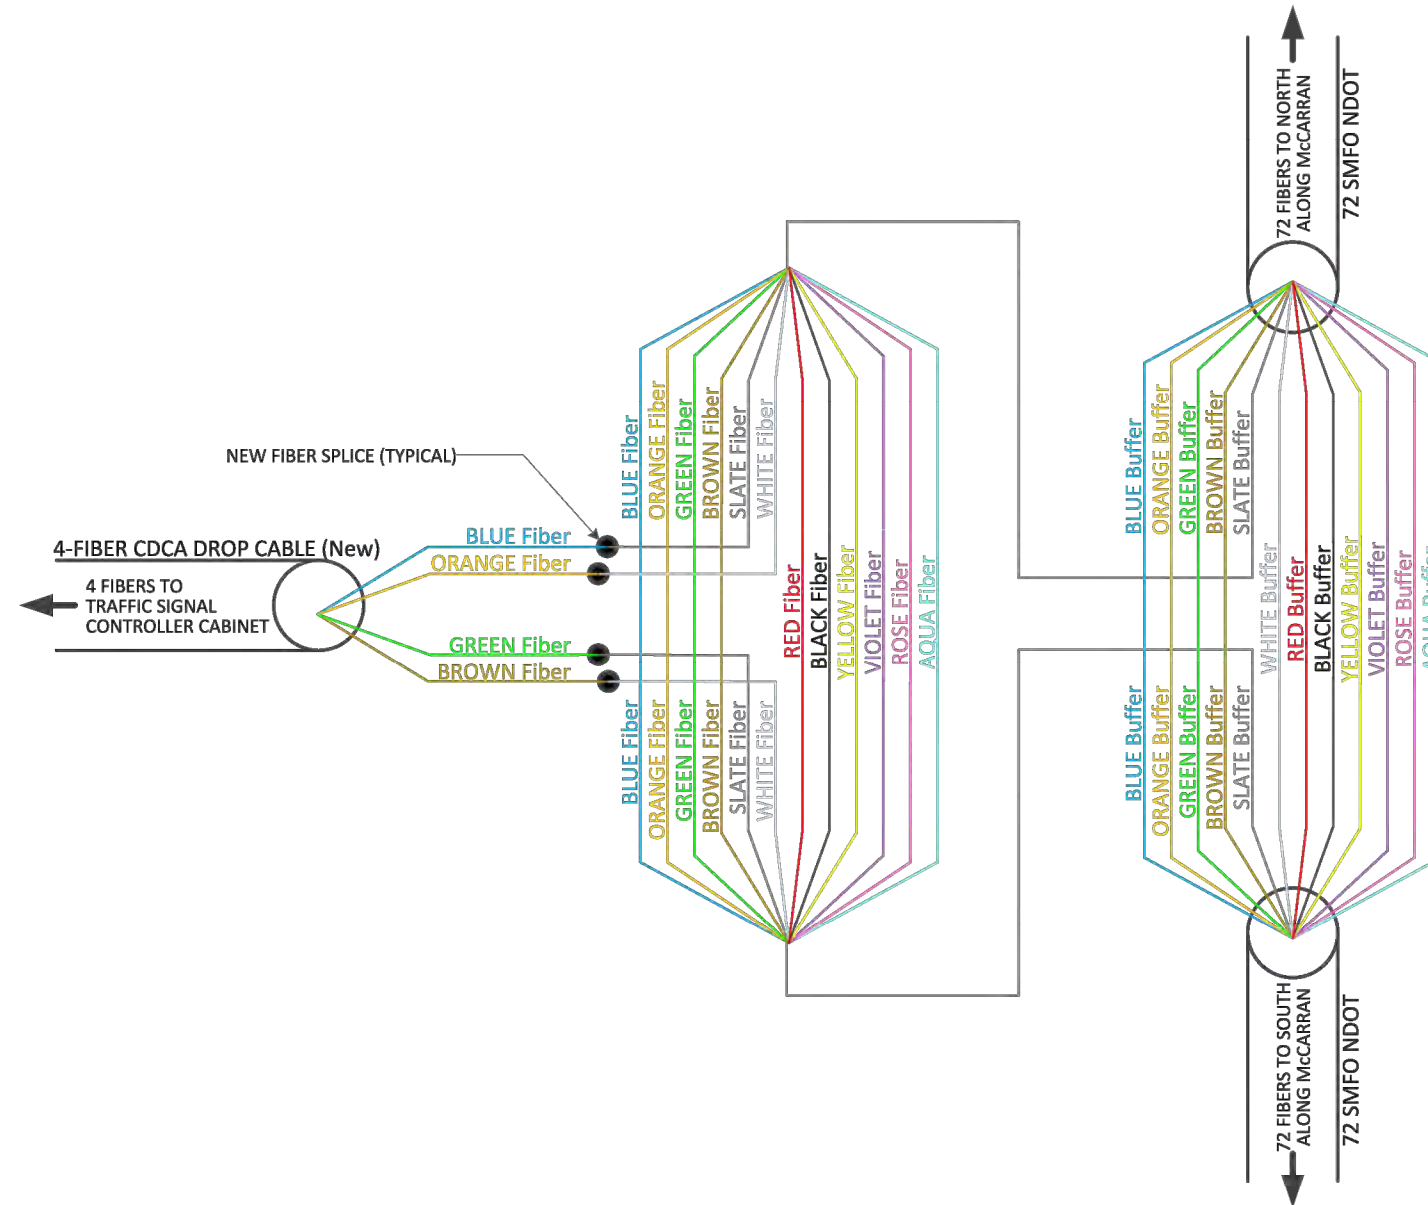 72 FIBERS TO NORTH
ALONG McCARRAN
72 SMFO NDOT
NEW FIBER SPLICE (TYPICAL)
4-FIBER CDCA DROP CABLE (New)
4 FIBERS TO
TRAFFIC SIGNAL
CONTROLLER CABINET
BLUE Fiber
ORANGE Fiber
GREEN Fiber
BROWN Fiber
BLUE Fiber
ORANGE Fiber
GREEN Fiber
BROWN Fiber
SLATE Fiber
WHITE Fiber
RED Fiber
BLACK Fiber
YELLOW Fiber
VIOLET Fiber
ROSE Fiber
AQUA Fiber
BLUE Fiber
ORANGE Fiber
GREEN Fiber
BROWN Fiber
SLATE Fiber
WHITE Fiber
BLUE Buffer
ORANGE Buffer
GREEN Buffer
BROWN Buffer
SLATE Buffer
WHITE Buffer
RED Buffer
BLACK Buffer
YELLOW Buffer
VIOLET Buffer
ROSE Buffer
AQUA Buffer
BLUE Buffer
ORANGE Buffer
GREEN Buffer
BROWN Buffer
SLATE Buffer
72 FIBERS TO SOUTH
ALONG McCARRAN
72 SMFO NDOT